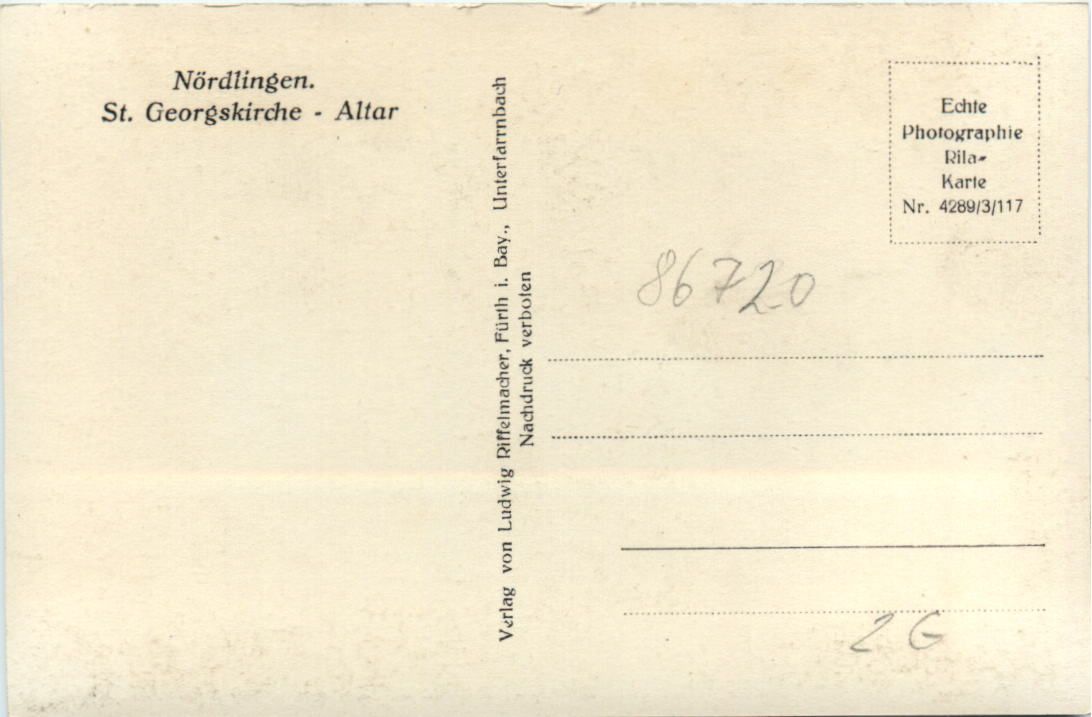 Nördlingen.
St. Georgskirche - Altar
Verlag von Ludwig Riffelmacher, Fürth i. Bay., Unterfarrnbach
Nachdruck verboten
Echte
Photographie
Rila-
Karte
Nr. 4289/3/117
86720
2 G